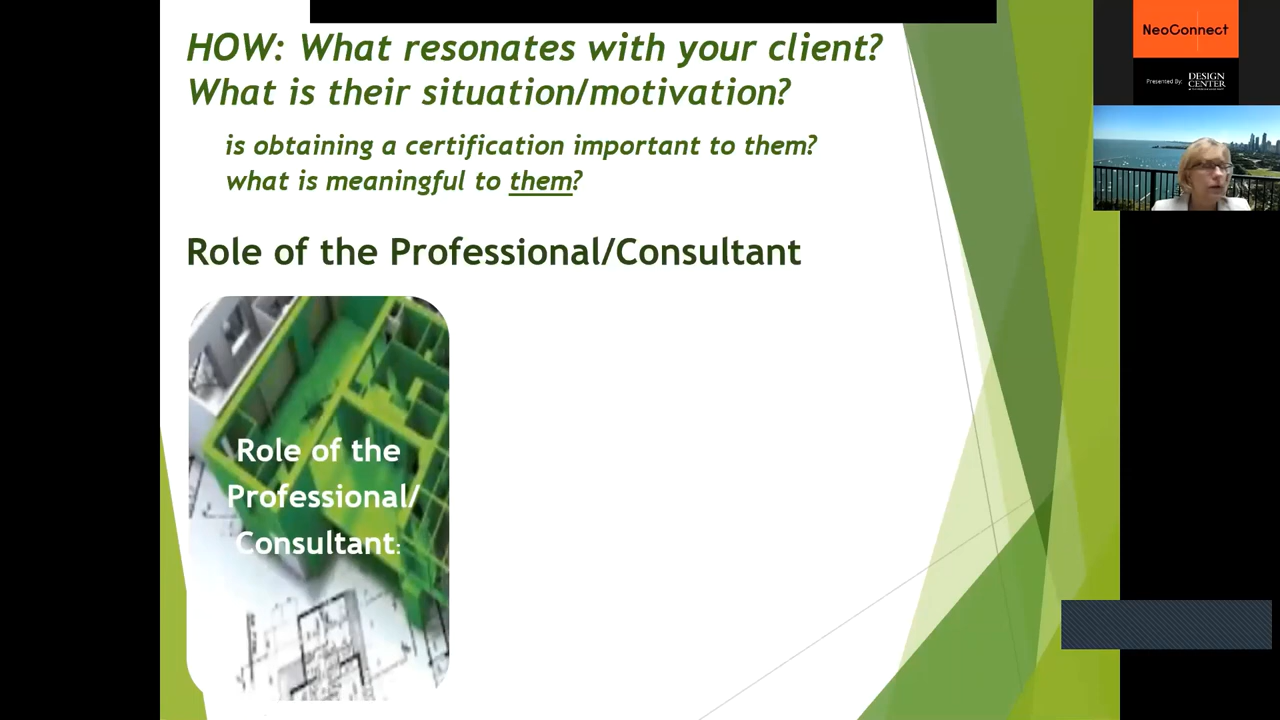 HOW: What resonates with your client?
What is their situation/motivation?
is obtaining a certification important to them?
what is meaningful to them?
Role of the Professional/Consultant
Role of the
Professional/
Consultant:
NeoConnect
Presented By:
DESIGN
CENTER